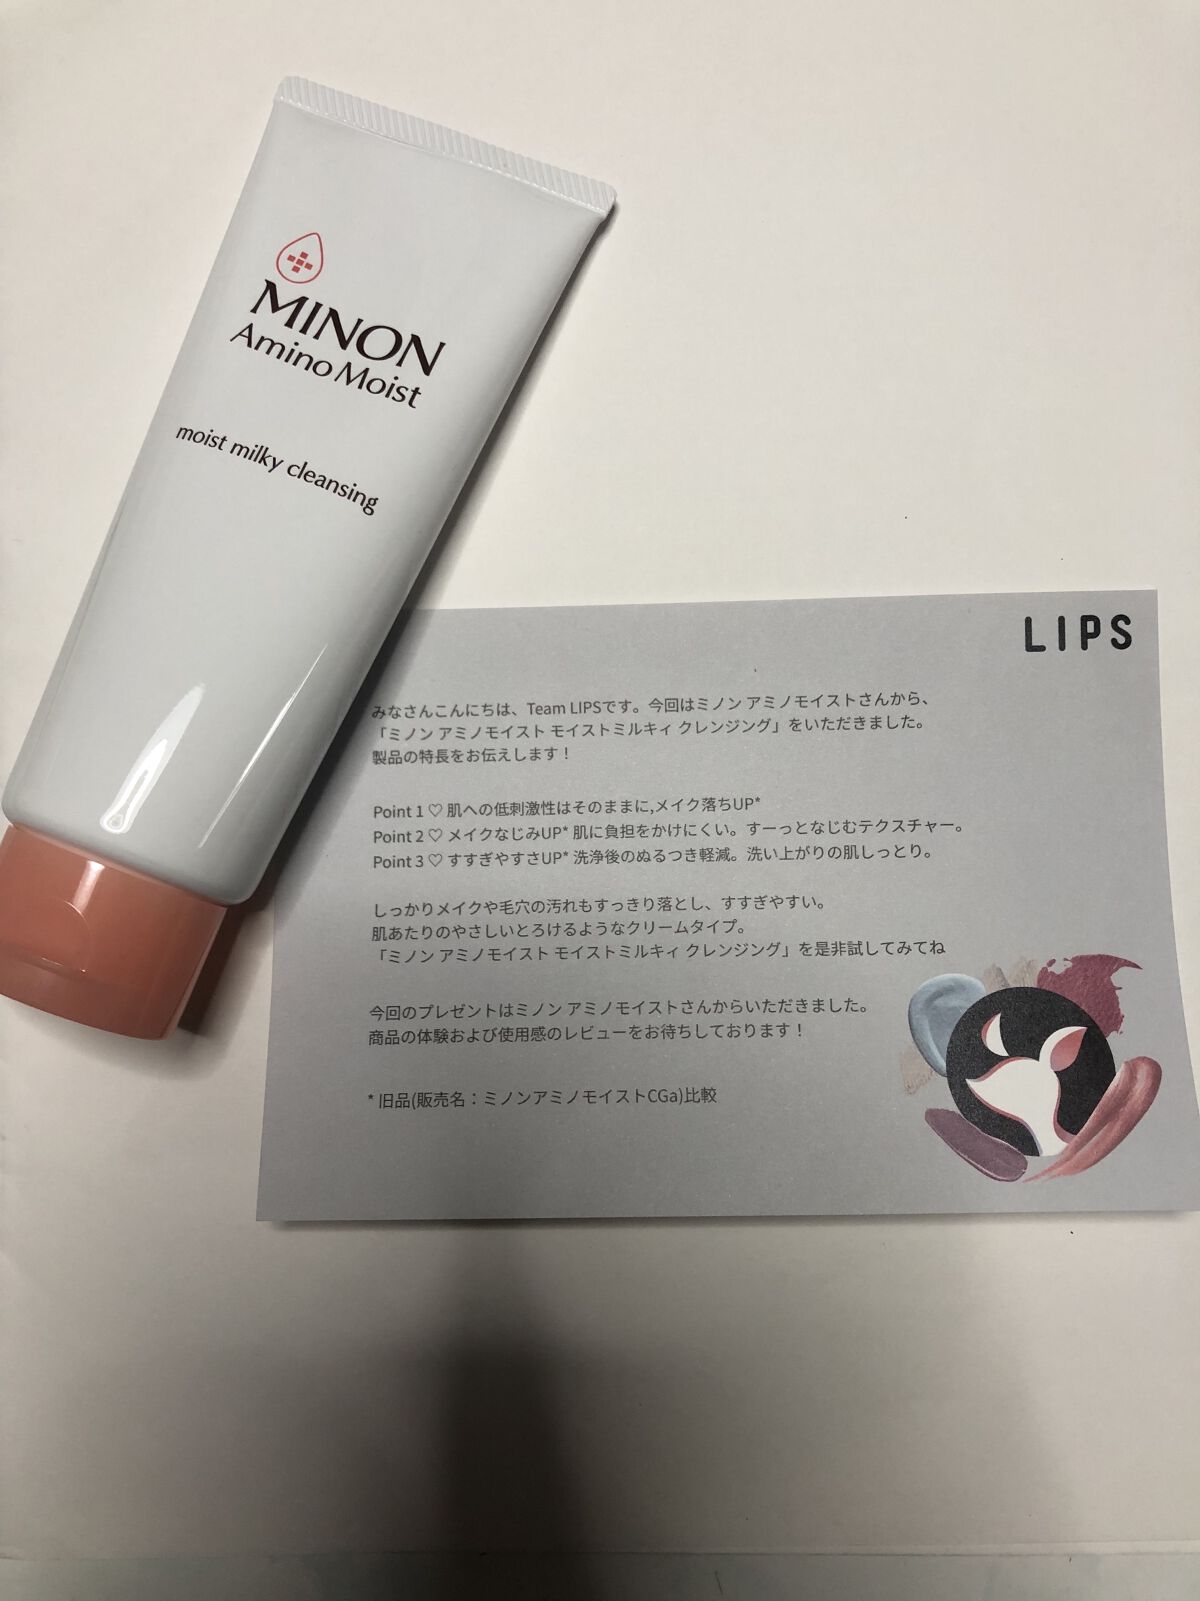 MINON
Amino Moist
moist milky cleansing
LIPS
みなさんこんにちは、Team LIPSです。今回はミノン アミノモイストさんから、
「ミノン アミノモイスト モイストミルキィ クレンジング」をいただきました。
製品の特長をお伝えします！
Point 1 ♡ 肌への低刺激性はそのままに,メイク落ちUP*
Point 2 ♡ メイクなじみUP* 肌に負担をかけにくい。すーっとなじむテクスチャー。
Point 3 ♡ すすぎやすさUP* 洗浄後のぬるつき軽減。洗い上がりの肌しっとり。
しっかりメイクや毛穴の汚れもすっきり落とし、すすぎやすい。
肌あたりのやさしいとろけるようなクリームタイプ。
「ミノン アミノモイスト モイストミルキィ クレンジング」を是非試してみてね
今回のプレゼントはミノン アミノモイストさんからいただきました。
商品の体験および使用感のレビューをお待ちしております！
* 旧品(販売名：ミノンアミノモイストCGa)比較